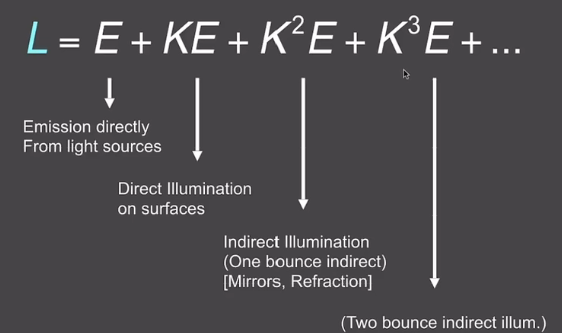 L = E + KE + K²E + K³E + ...
Emission directly
From light sources
Direct Illumination
on surfaces
Indirect Illumination
(One bounce indirect)
[Mirrors, Refraction]
(Two bounce indirect illum.)